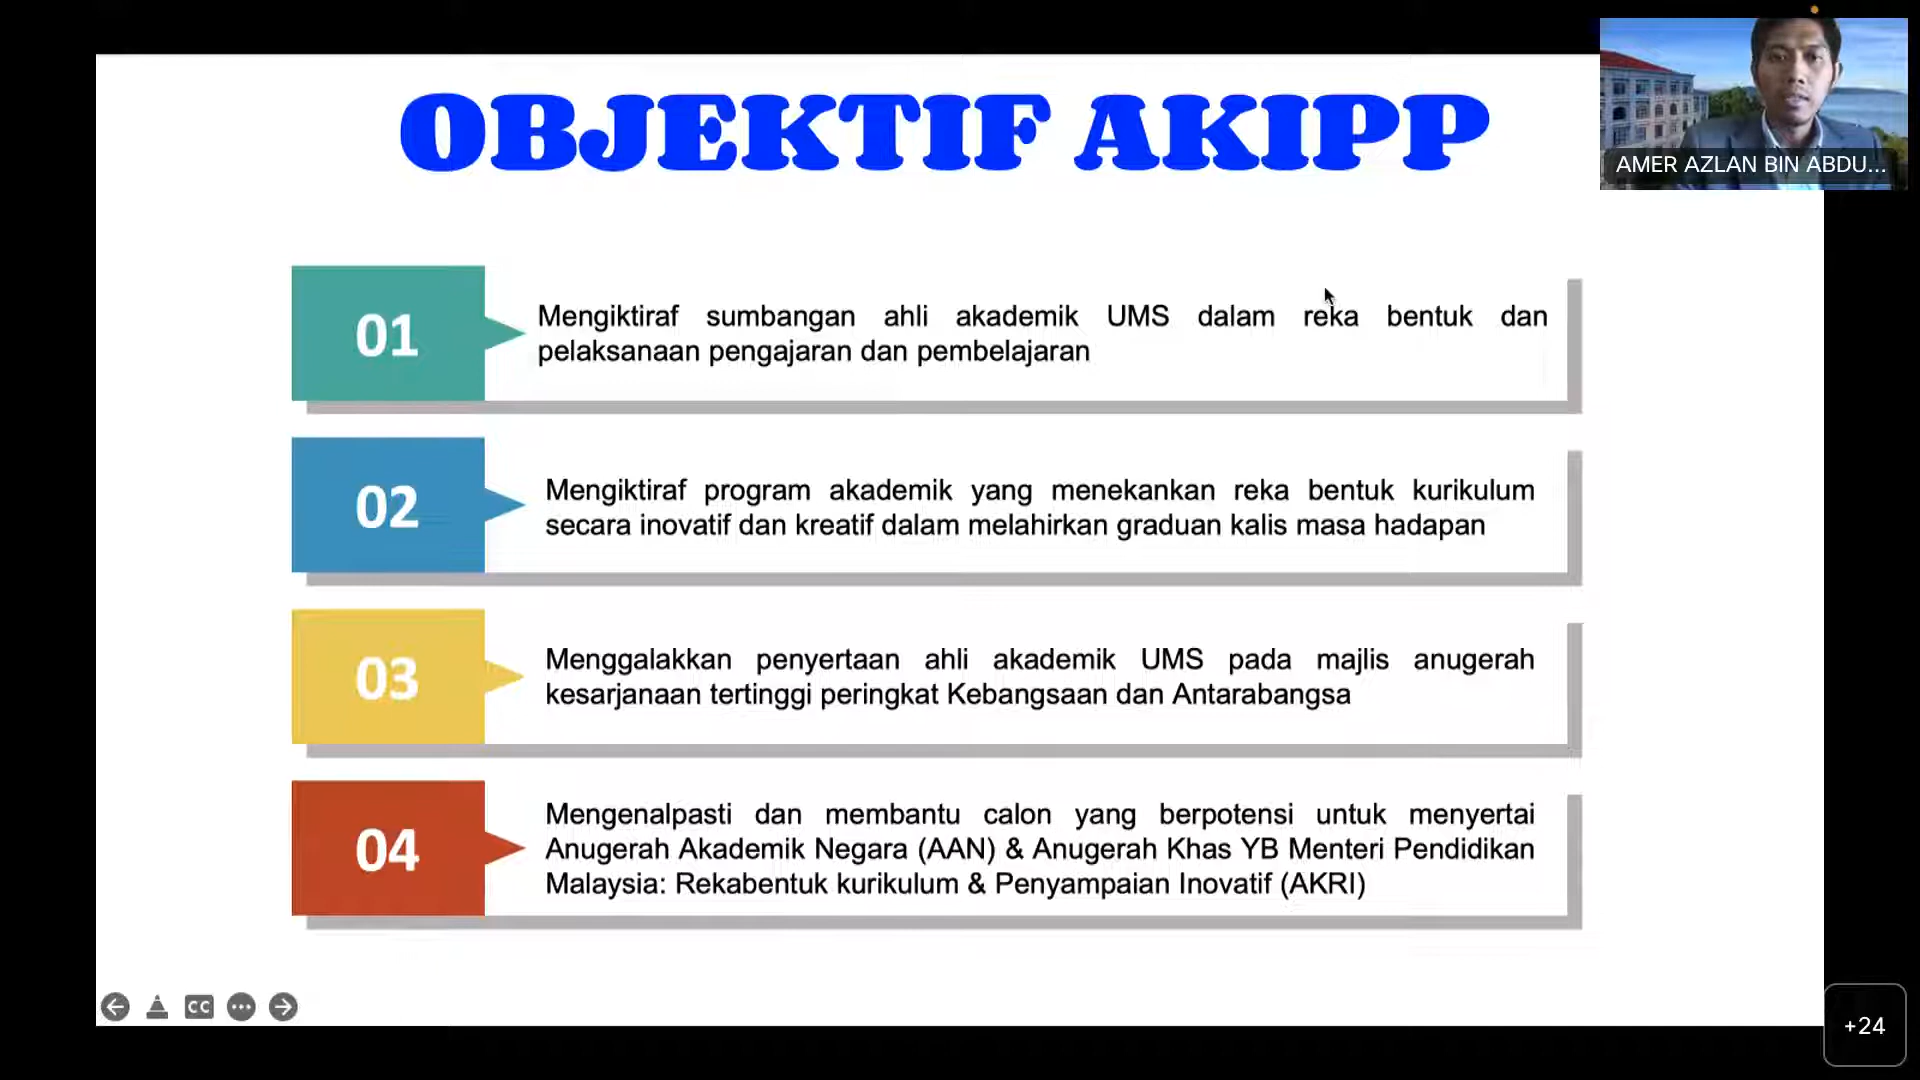 OBJEKTIF AKIPP
AMER AZLAN BIN ABDU...
01
Mengiktiraf sumbangan ahli akademik UMS dalam reka bentuk dan
pelaksanaan pengajaran dan pembelajaran
02
Mengiktiraf program akademik yang menekankan reka bentuk kurikulum
secara inovatif dan kreatif dalam melahirkan graduan kalis masa hadapan
03
Menggalakkan penyertaan ahli akademik UMS pada majlis anugerah
kesarjanaan tertinggi peringkat Kebangsaan dan Antarabangsa
04
Mengenalpasti dan membantu calon yang berpotensi untuk menyertai
Anugerah Akademik Negara (AAN) & Anugerah Khas YB Menteri Pendidikan
Malaysia: Rekabentuk kurikulum & Penyampaian Inovatif (AKRI)
CC
+24